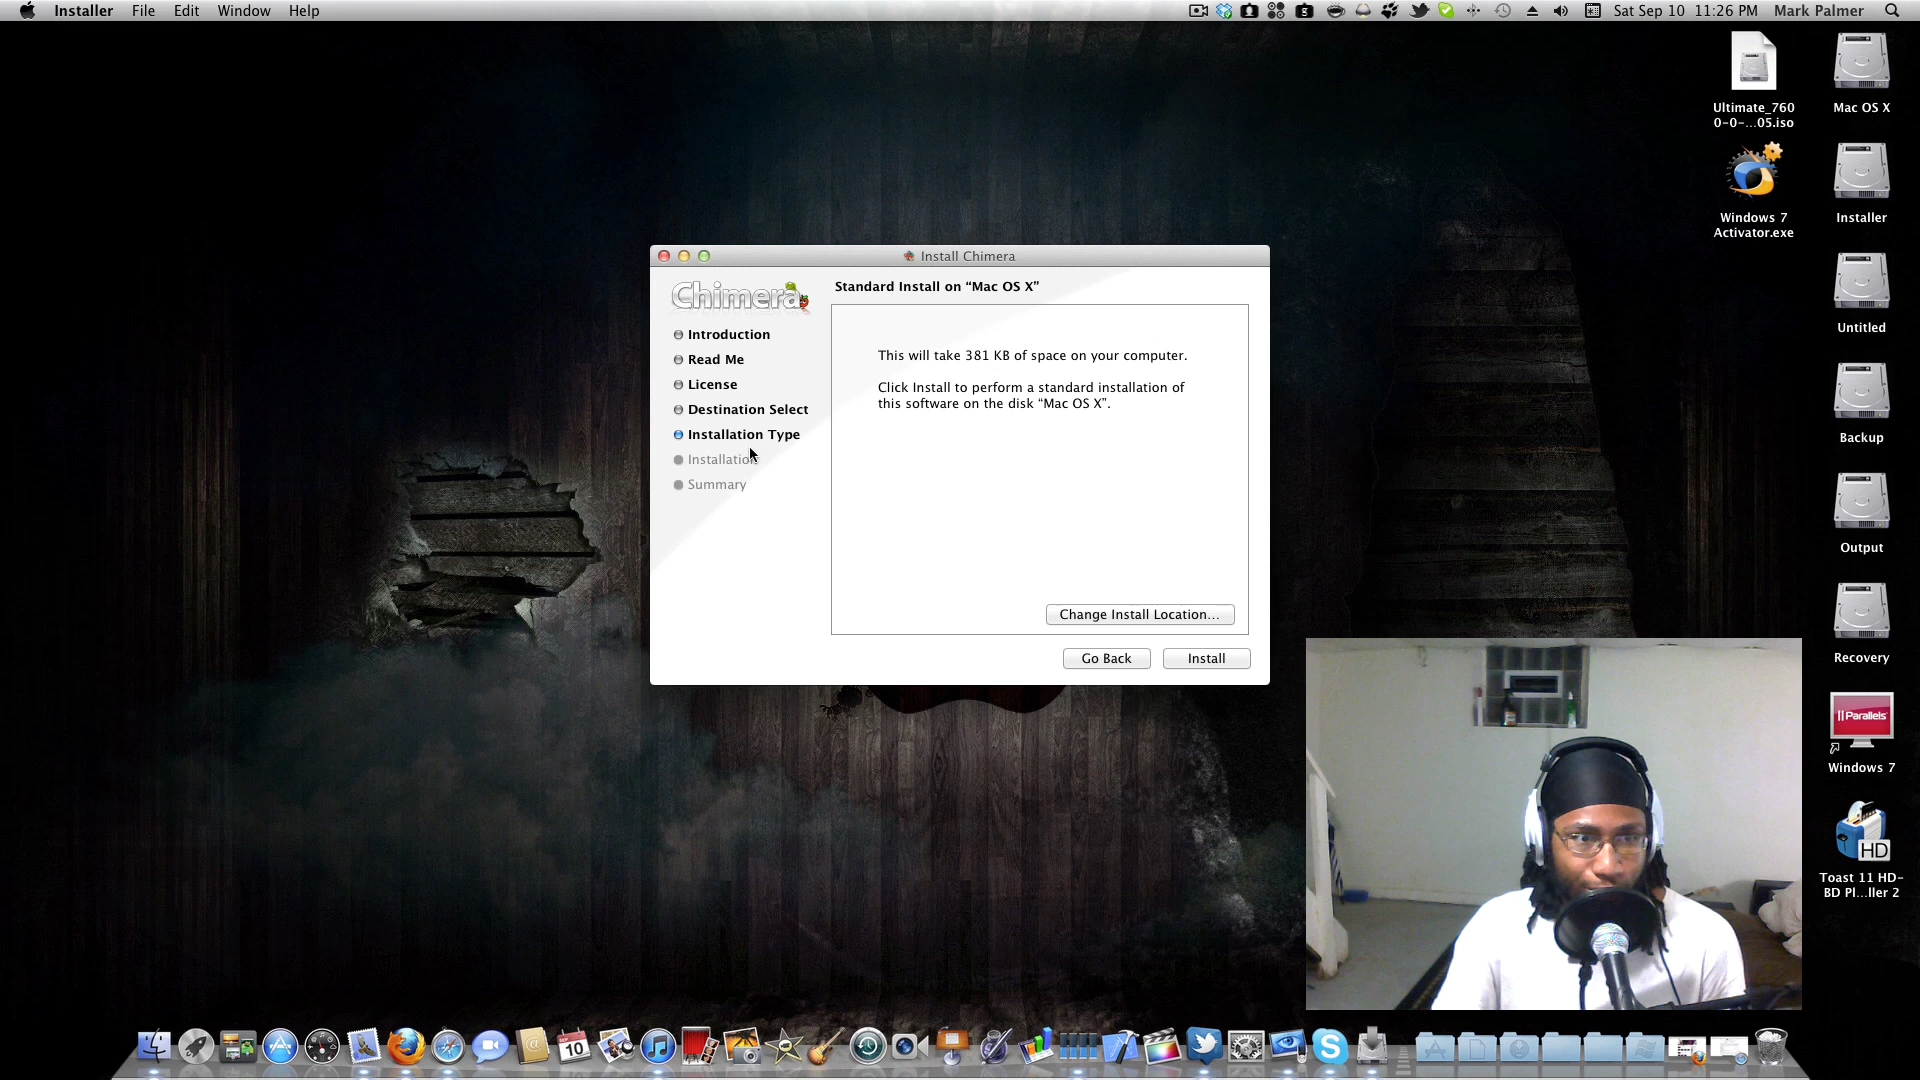 Installer File Edit Window Help
Sat Sep 10 11:26 PM Mark Palmer
Ultimate_760
0-0-...05.iso
Mac OS X
Windows 7
Activator.exe
Installer
Untitled
Backup
Output
Recovery
Parallels
Windows 7
HD
Toast 11 HD-
BD Pl...ller 2
Install Chimera
Chimera
Standard Install on “Mac OS X”
Introduction
Read Me
License
Destination Select
Installation Type
Installation
Summary
This will take 381 KB of space on your computer.
Click Install to perform a standard installation of
this software on the disk “Mac OS X”.
Change Install Location...
Go Back
Install
10